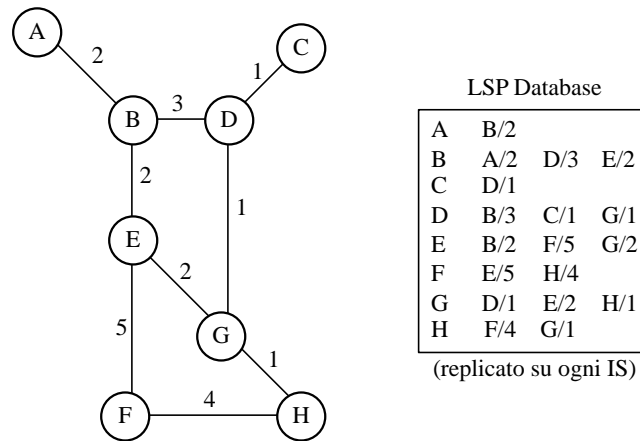 A
C
2
1
B
3
D
2
1
E
2
5
G
1
F
4
H
LSP Database
A B/2
B A/2 D/3 E/2
C D/1
D B/3 C/1 G/1
E B/2 F/5 G/2
F E/5 H/4
G D/1 E/2 H/1
H F/4 G/1
(replicato su ogni IS)